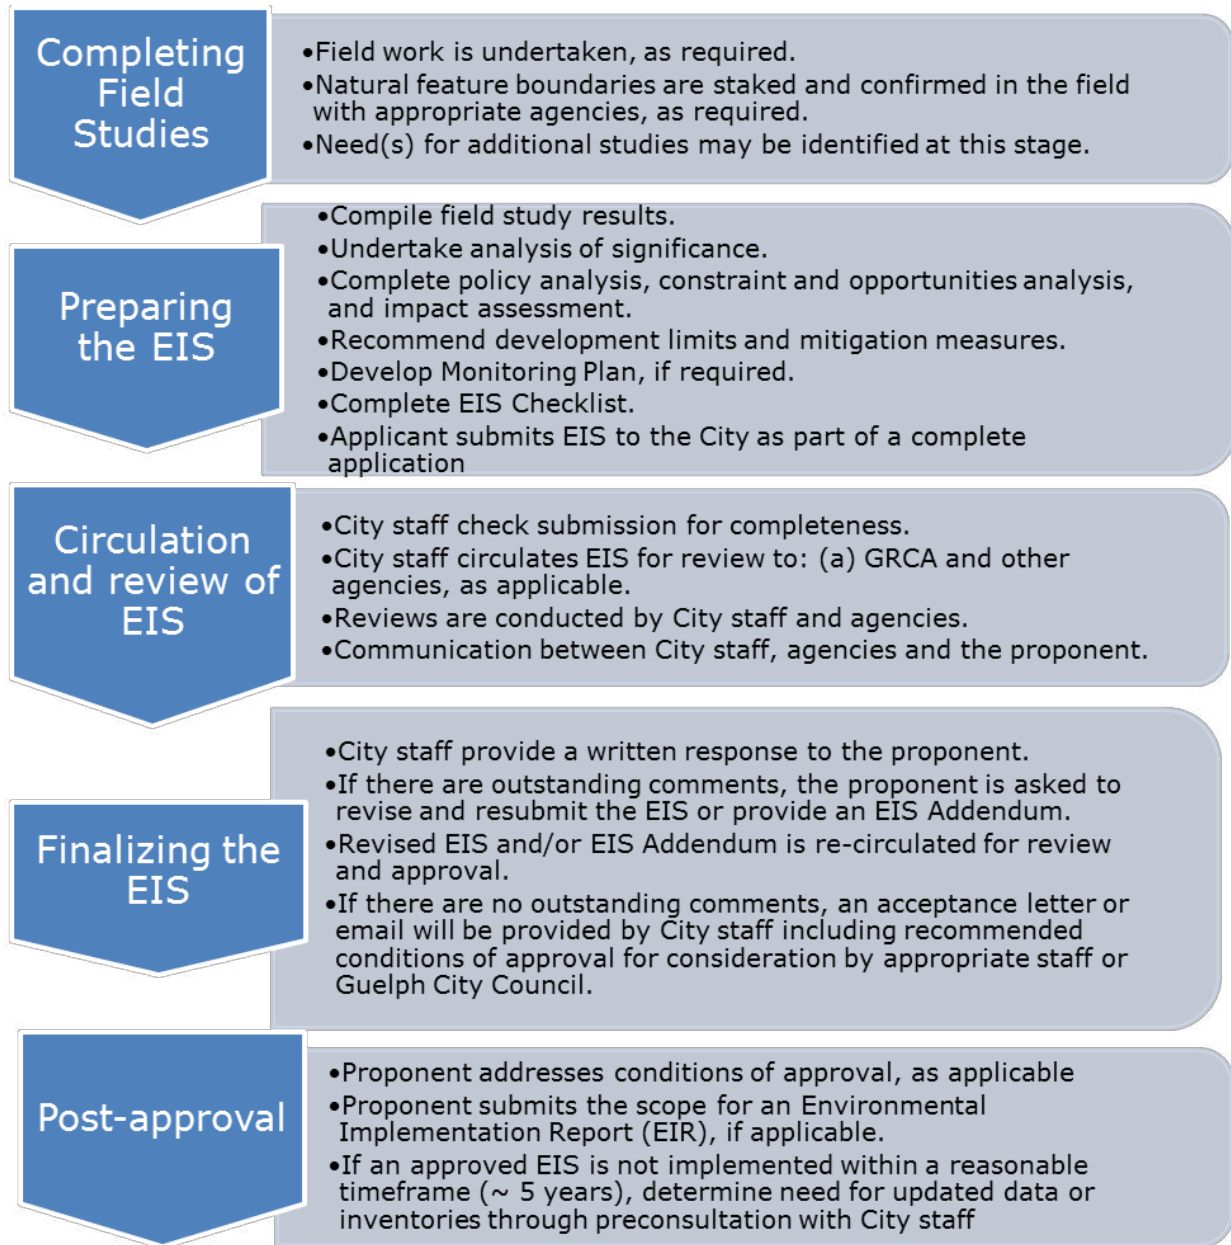 Completing
Field
Studies
•Field work is undertaken, as required.
•Natural feature boundaries are staked and confirmed in the field
with appropriate agencies, as required.
•Need(s) for additional studies may be identified at this stage.
Preparing
the EIS
•Compile field study results.
•Undertake analysis of significance.
•Complete policy analysis, constraint and opportunities analysis,
and impact assessment.
•Recommend development limits and mitigation measures.
•Develop Monitoring Plan, if required.
•Complete EIS Checklist.
•Applicant submits EIS to the City as part of a complete
application
Circulation
and review of
EIS
•City staff check submission for completeness.
•City staff circulates EIS for review to: (a) GRCA and other
agencies, as applicable.
•Reviews are conducted by City staff and agencies.
•Communication between City staff, agencies and the proponent.
Finalizing the
EIS
•City staff provide a written response to the proponent.
•If there are outstanding comments, the proponent is asked to
revise and resubmit the EIS or provide an EIS Addendum.
•Revised EIS and/or EIS Addendum is re-circulated for review
and approval.
•If there are no outstanding comments, an acceptance letter or
email will be provided by City staff including recommended
conditions of approval for consideration by appropriate staff or
Guelph City Council.
Post-approval
•Proponent addresses conditions of approval, as applicable
•Proponent submits the scope for an Environmental
Implementation Report (EIR), if applicable.
•If an approved EIS is not implemented within a reasonable
timeframe (~ 5 years), determine need for updated data or
inventories through preconsultation with City staff